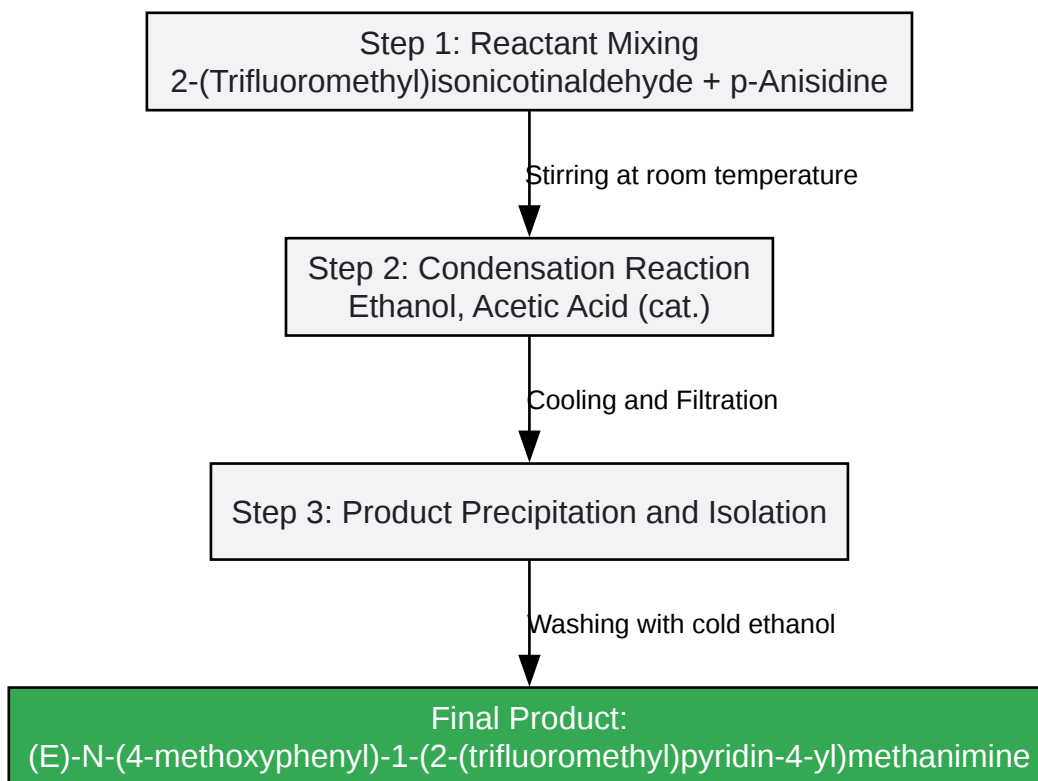 Step 1: Reactant Mixing
2-(Trifluoromethyl)isonicotinaldehyde + p-Anisidine
Stirring at room temperature
Step 2: Condensation Reaction
Ethanol, Acetic Acid (cat.)
Cooling and Filtration
Step 3: Product Precipitation and Isolation
Washing with cold ethanol
Final Product:
(E)-N-(4-methoxyphenyl)-1-(2-(trifluoromethyl)pyridin-4-yl)methanimine